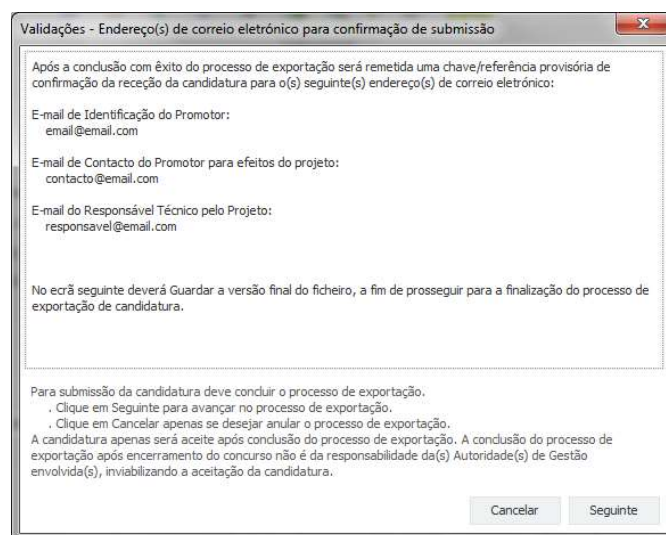 Validações - Endereço(s) de correio eletrónico para confirmação de submissão
Após a conclusão com êxito do processo de exportação será remetida uma chave/referência provisória de
confirmação da receção da candidatura para o(s) seguinte(s) endereço(s) de correio eletrónico:
E-mail de Identificação do Promotor:
email@email.com
E-mail de Contacto do Promotor para efeitos do projeto:
contacto@email.com
E-mail do Responsável Técnico pelo Projeto:
responsavel@email.com
No ecrã seguinte deverá Guardar a versão final do ficheiro, a fim de prosseguir para a finalização do processo de
exportação de candidatura.
Para submissão da candidatura deve concluir o processo de exportação.
. Clique em Seguinte para avançar no processo de exportação.
. Clique em Cancelar apenas se desejar anular o processo de exportação.
A candidatura apenas será aceite após conclusão do processo de exportação. A conclusão do processo de
exportação após encerramento do concurso não é da responsabilidade da(s) Autoridade(s) de Gestão
envolvida(s), inviabilizando a aceitação da candidatura.
Cancelar Seguinte